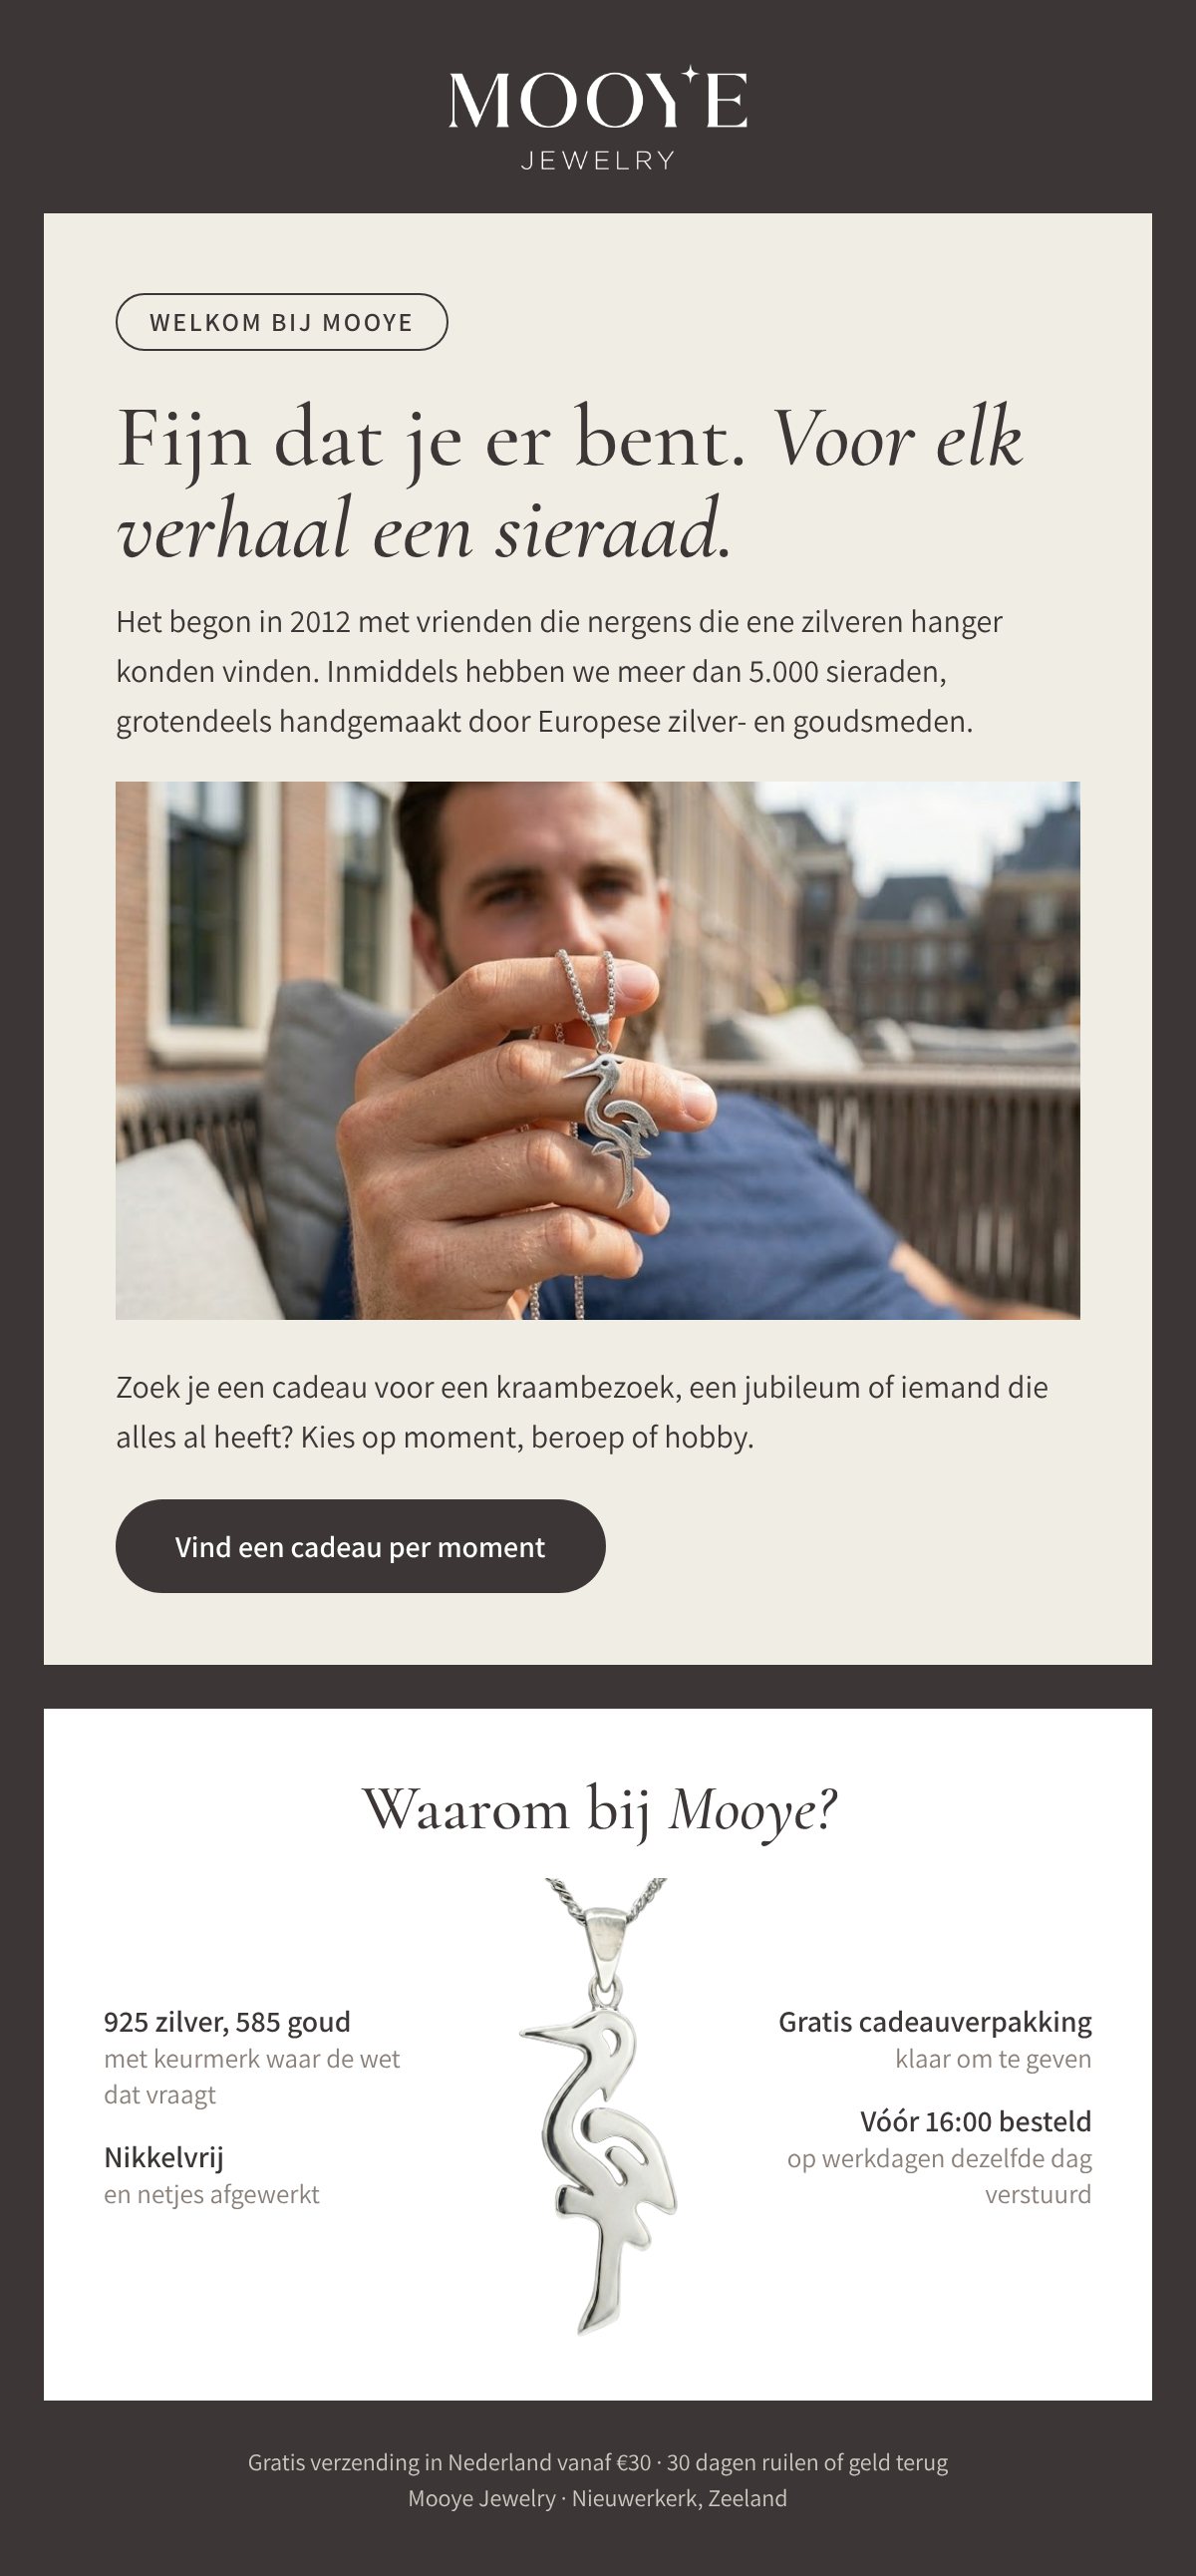 MOOYE
JEWELRY
WELKOM BIJ MOOYE
Fijn dat je er bent. Voor elk
verhaal een sieraad.
Het begon in 2012 met vrienden die nergens die ene zilveren hanger
konden vinden. Inmiddels hebben we meer dan 5.000 sieraden,
grotendeels handgemaakt door Europese zilver- en goudsmeden.
Zoek je een cadeau voor een kraambezoek, een jubileum of iemand die
alles al heeft? Kies op moment, beroep of hobby.
Vind een cadeau per moment
Waarom bij Mooye?
925 zilver, 585 goud
met keurmerk waar de wet
dat vraagt
Nikkelvrij
en netjes afgewerkt
Gratis cadeauverpakking
klaar om te geven
Vóór 16:00 besteld
op werkdagen dezelfde dag
verstuurd
Gratis verzending in Nederland vanaf €30 · 30 dagen ruilen of geld terug
Mooye Jewelry · Nieuwerkerk, Zeeland